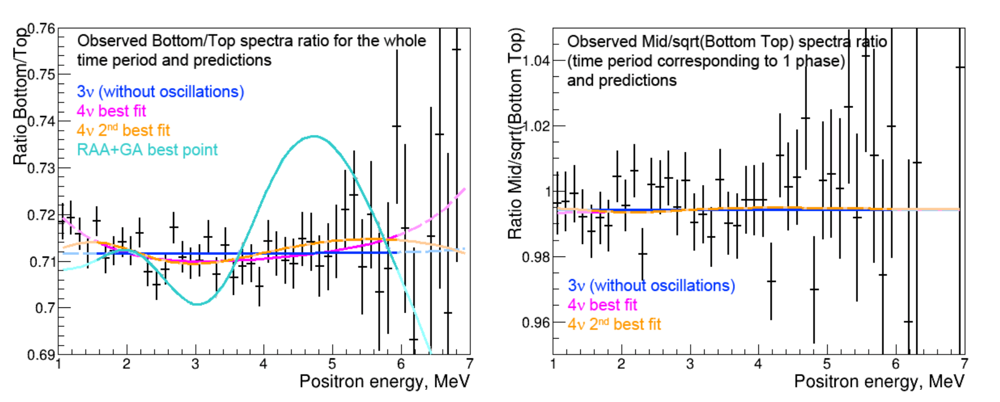 Ratio Bottom/Top
0.76
0.75
0.74
0.73
0.72
0.71
0.7
0.69
Observed Bottom/Top spectra ratio for the whole
time period and predictions
3ν (without oscillations)
4ν best fit
4ν 2nd best fit
RAA+GA best point
1 2 3 4 5 6 7
Positron energy, MeV
Ratio Mid/sqrt(Bottom Top)
1.04
1.02
1
0.98
0.96
Observed Mid/sqrt(Bottom Top) spectra ratio
(time period corresponding to 1 phase)
and predictions
3ν (without oscillations)
4ν best fit
4ν 2nd best fit
1 2 3 4 5 6 7
Positron energy, MeV